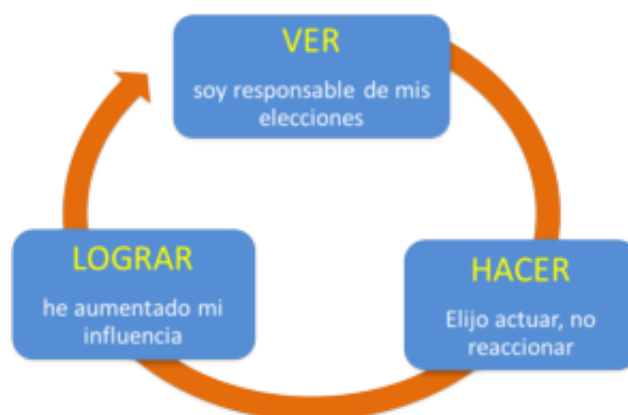 VER
soy responsable de mis
elecciones
LOGRAR
he aumentado mi
influencia
HACER
Elijo actuar, no
reaccionar